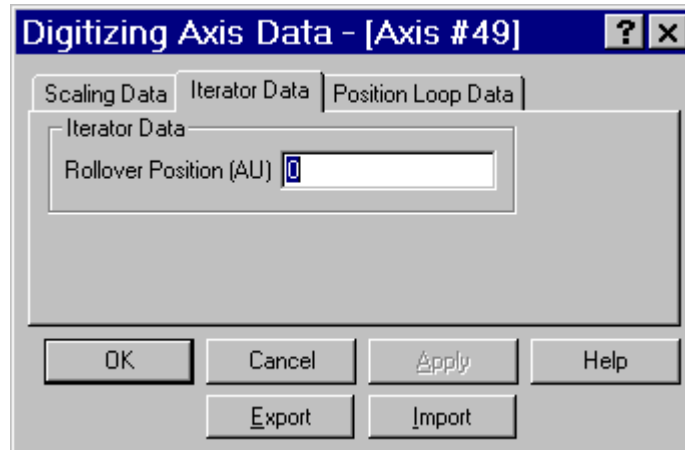 Digitizing Axis Data - [Axis #49] ? ×
Scaling Data Iterator Data Position Loop Data
Iterator Data
Rollover Position (AU) 0
OK Cancel Apply Help
Export Import